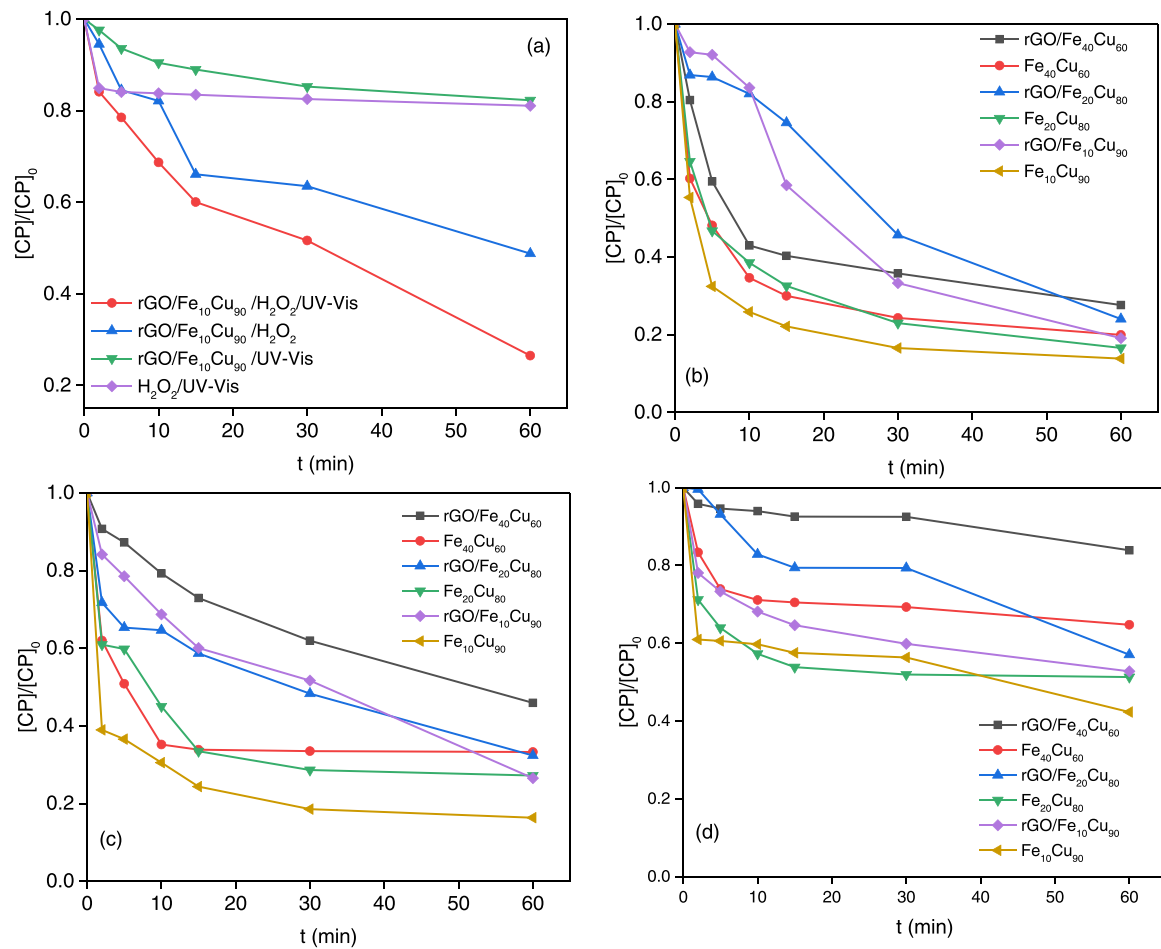 (a)
1.0
0.8
0.6
0.4
0.2
[CP]/[CP]₀
rGO/Fe₁₀Cu₉₀ /H₂O₂/UV-Vis
rGO/Fe₁₀Cu₉₀ /H₂O₂
rGO/Fe₁₀Cu₉₀ /UV-Vis
H₂O₂/UV-Vis
0 10 20 30 40 50 60
t (min)
1.0
0.8
0.6
0.4
0.2
0.0
[CP]/[CP]₀
rGO/Fe₄₀Cu₆₀
Fe₄₀Cu₆₀
rGO/Fe₂₀Cu₈₀
Fe₂₀Cu₈₀
rGO/Fe₁₀Cu₉₀
Fe₁₀Cu₉₀
(b)
0 10 20 30 40 50 60
t (min)
1.0
0.8
0.6
0.4
0.2
0.0
[CP]/[CP]₀
rGO/Fe₄₀Cu₆₀
Fe₄₀Cu₆₀
rGO/Fe₂₀Cu₈₀
Fe₂₀Cu₈₀
rGO/Fe₁₀Cu₉₀
Fe₁₀Cu₉₀
(c)
0 10 20 30 40 50 60
t (min)
1.0
0.8
0.6
0.4
0.2
0.0
[CP]/[CP]₀
rGO/Fe₄₀Cu₆₀
Fe₄₀Cu₆₀
rGO/Fe₂₀Cu₈₀
Fe₂₀Cu₈₀
rGO/Fe₁₀Cu₉₀
Fe₁₀Cu₉₀
(d)
0 10 20 30 40 50 60
t (min)